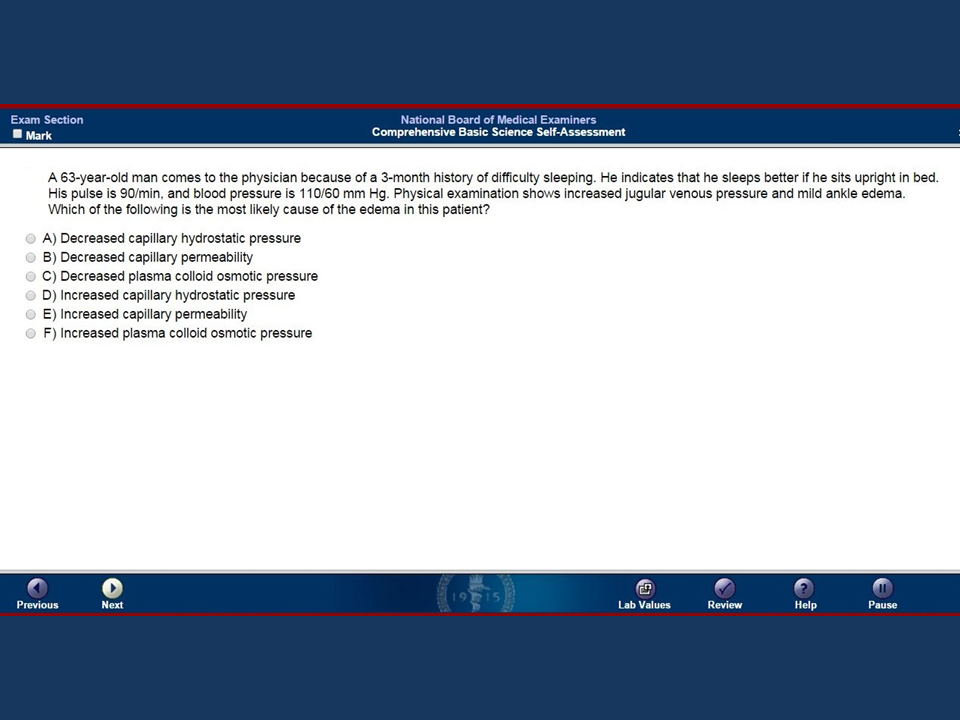 Exam Section
National Board of Medical Examiners
Mark
Comprehensive Basic Science Self-Assessment
A 63-year-old man comes to the physician because of a 3-month history of difficulty sleeping. He indicates that he sleeps better if he sits upright in bed.
His pulse is 90/min, and blood pressure is 110/60 mm Hg. Physical examination shows increased jugular venous pressure and mild ankle edema.
Which of the following is the most likely cause of the edema in this patient?
A) Decreased capillary hydrostatic pressure
B) Decreased capillary permeability
C) Decreased plasma colloid osmotic pressure
D) Increased capillary hydrostatic pressure
E) Increased capillary permeability
F) Increased plasma colloid osmotic pressure
19 15
Previous
Next
Lab Values
Review
Help
Pause